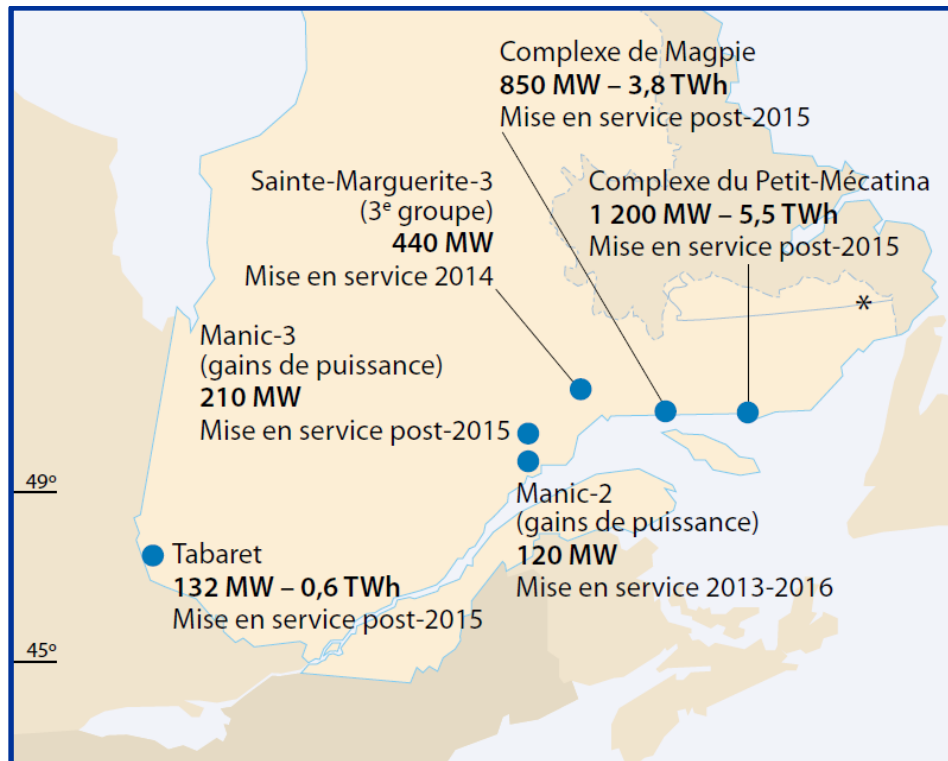 Complexe de Magpie
850 MW – 3,8 TWh
Mise en service post-2015
Sainte-Marguerite-3
(3e groupe)
440 MW
Mise en service 2014
Complexe du Petit-Mécatina
1 200 MW – 5,5 TWh
Mise en service post-2015
*
Manic-3
(gains de puissance)
210 MW
Mise en service post-2015
49º
Manic-2
(gains de puissance)
120 MW
Mise en service 2013-2016
Tabaret
132 MW – 0,6 TWh
Mise en service post-2015
45º